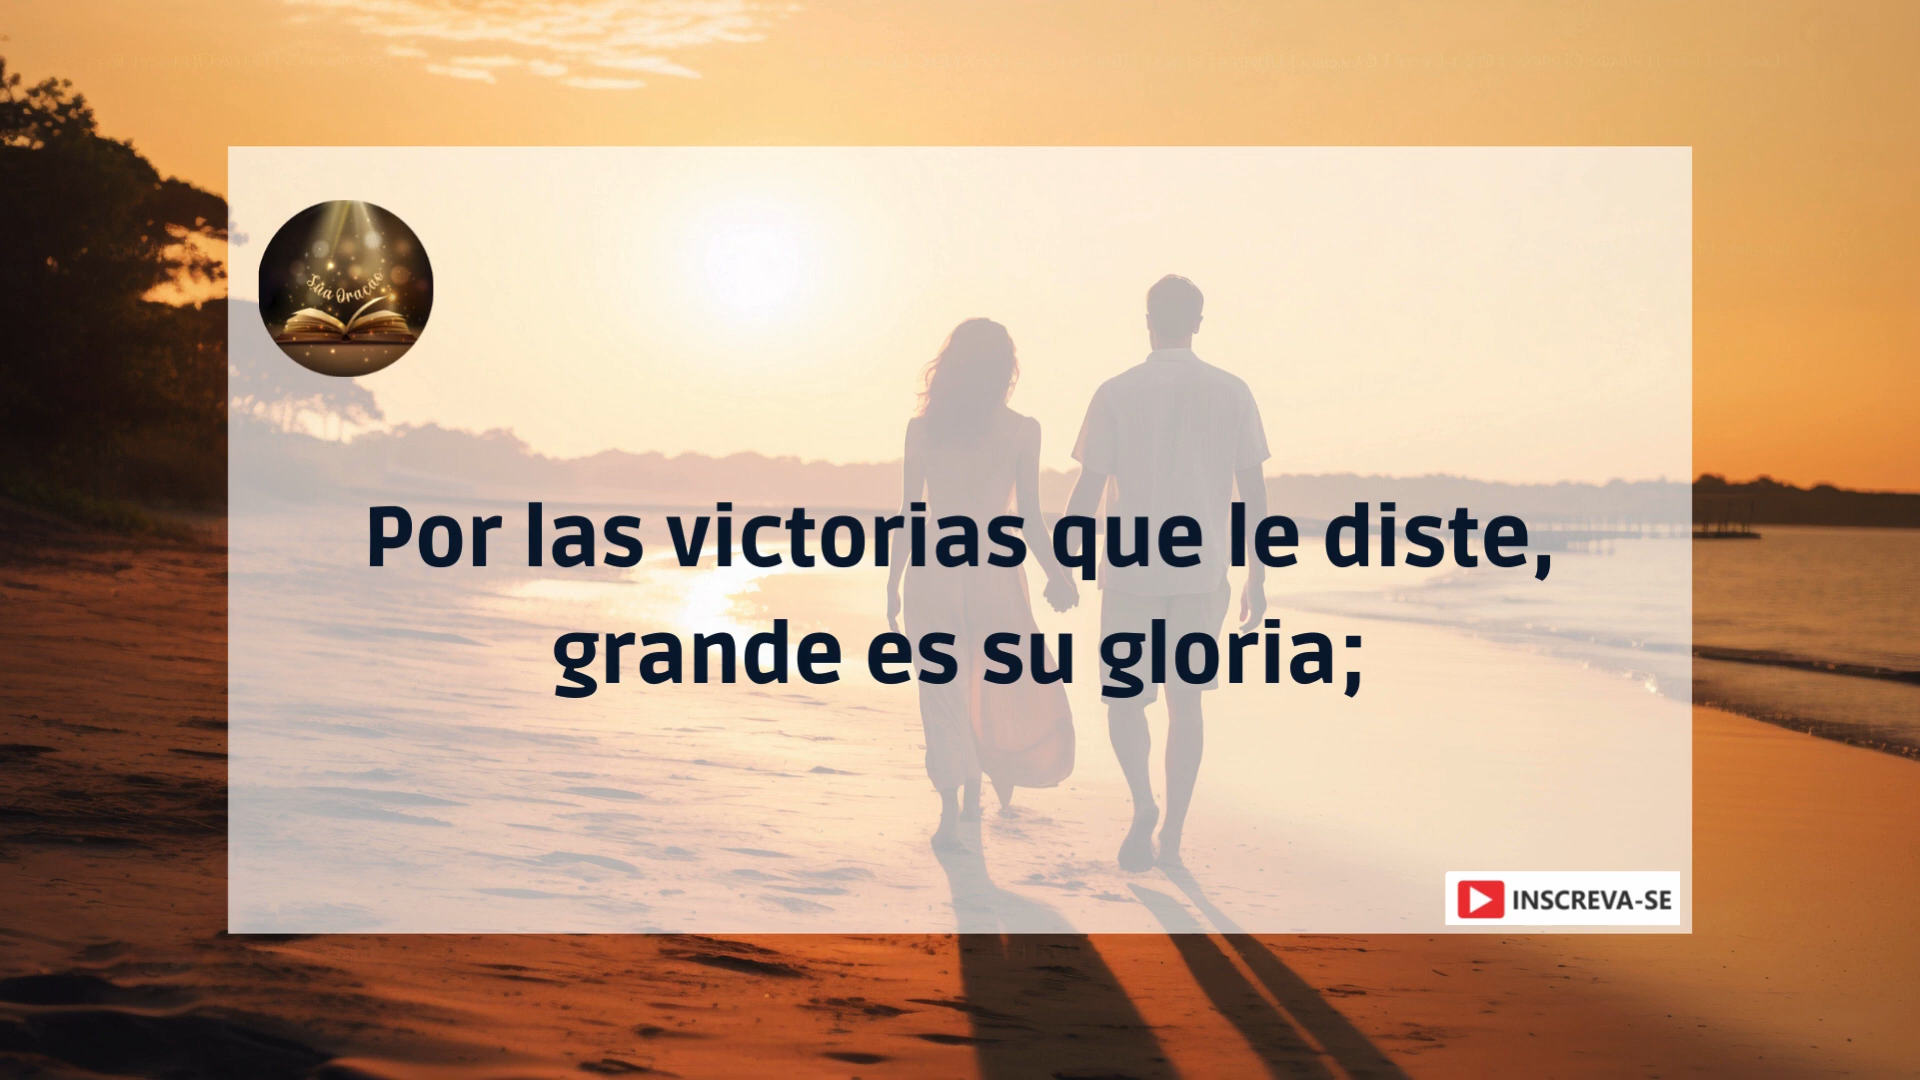 Sua Oração
Por las victorias que le diste,
grande es su gloria;
INSCREVA-SE